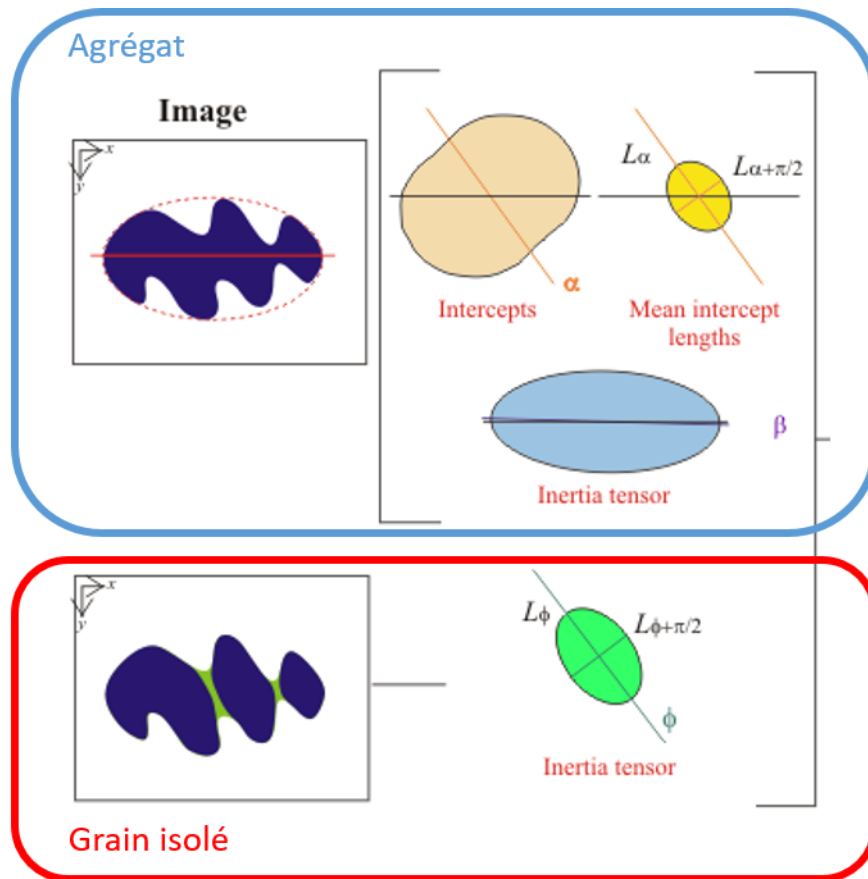 Agrégat
Image
x
y
Lα
Lα+π/2
α
Intercepts
Mean intercept
lengths
β
Inertia tensor
x
y
Lϕ
Lϕ+π/2
ϕ
Inertia tensor
Grain isolé